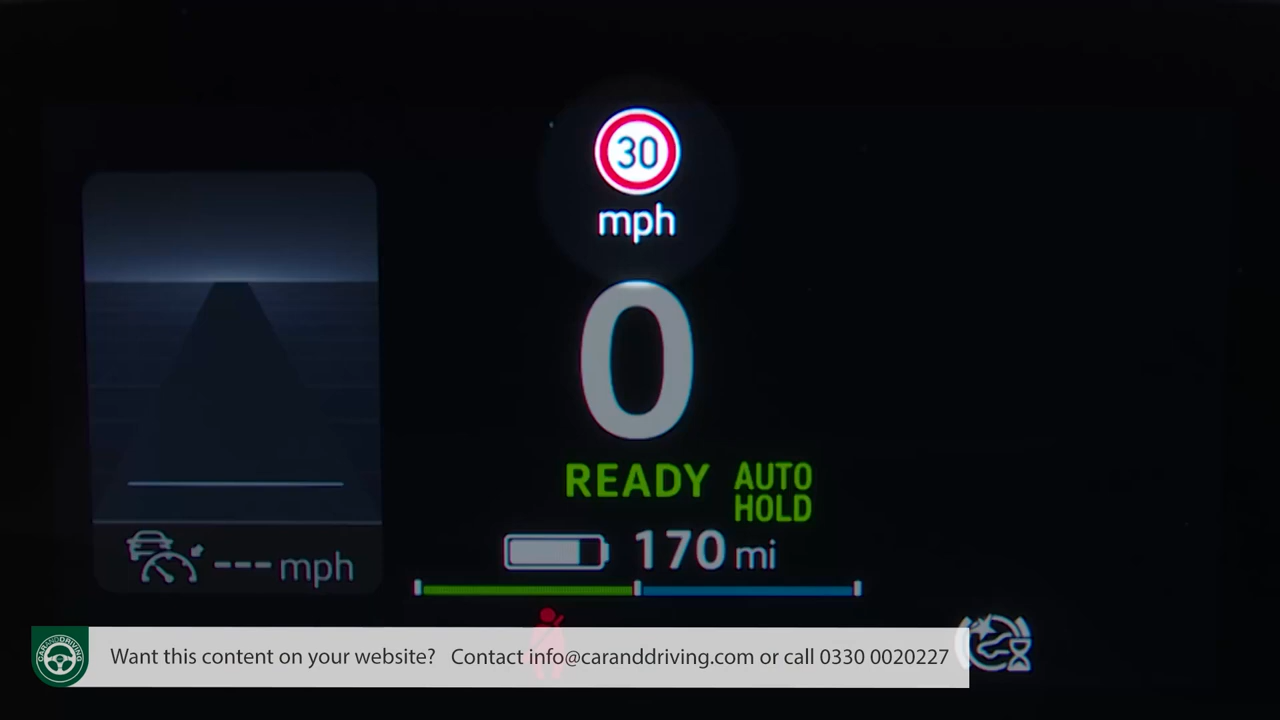 30
mph
0
READY AUTO HOLD
170 mi
--- mph
CARANDDRIVING
Want this content on your website? Contact info@caranddriving.com or call 0330 0020227